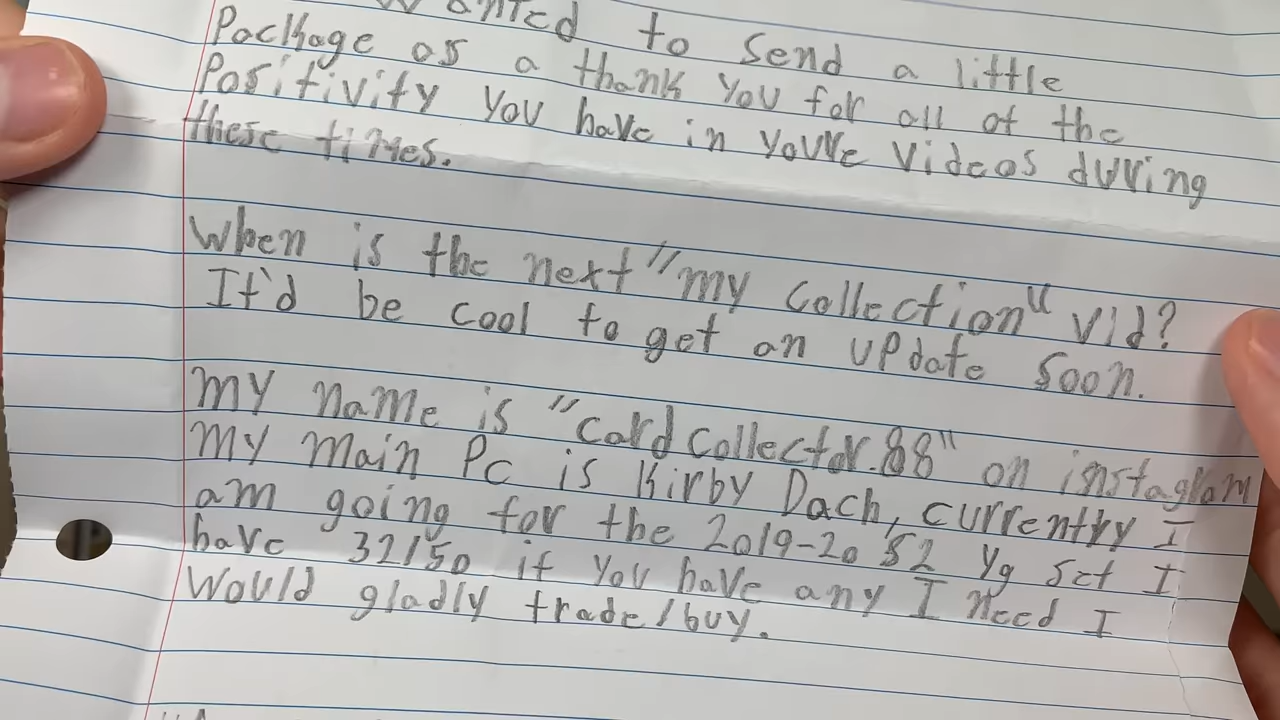 Wanted to send a little
Package as a thank you for all of the
Positivity you have in youre videos during
these times.
When is the next "my collection" vid?
It'd be cool to get an update soon.
My name is "cardcollector.88" on instagram
My main Pc is Kirby Dach, currently I
am going for the 2019-20 S2 Yg set I
have 32/50 if you have any I need I
Would gladly trade/buy.